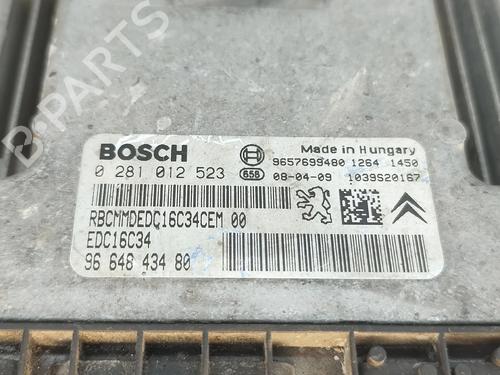 B-PARTS
BOSCH
Made in Hungary
9657699480 1264 1450
0 281 012 523
656 08-04-09 1039S20167
RBCMMDEDC16C34CEM 00
EDC16C34
96 648 434 80